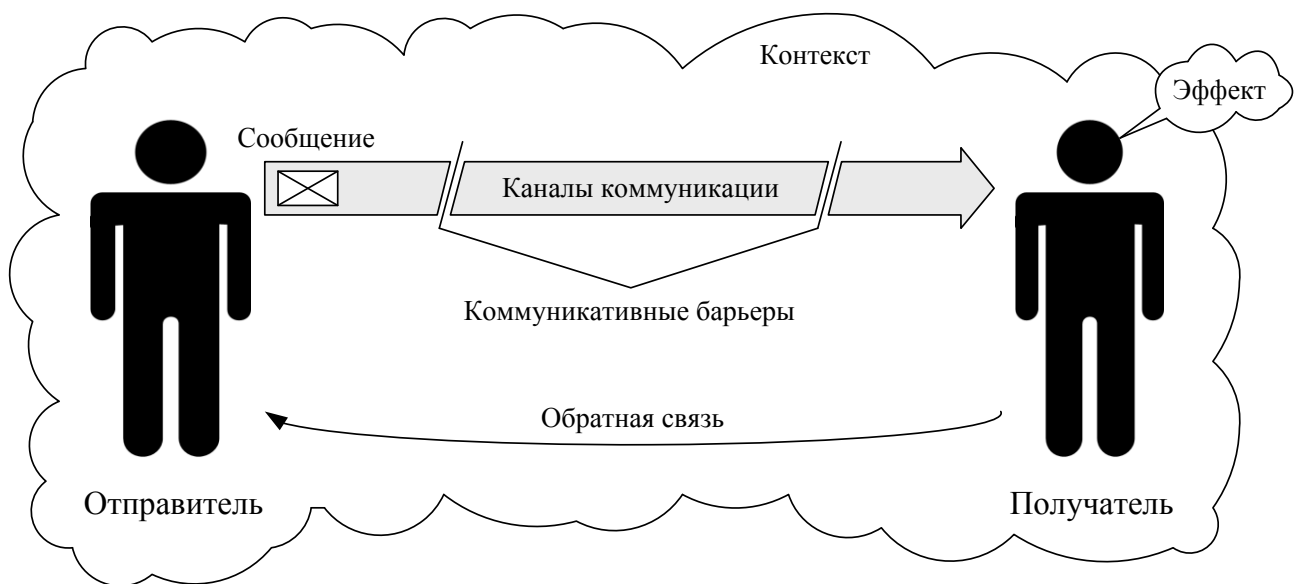 Контекст
Эффект
Сообщение
Каналы коммуникации
Коммуникативные барьеры
Обратная связь
Отправитель
Получатель